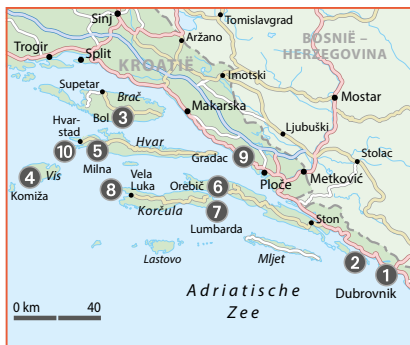 Sinj
Tomislavgrad
Trogir
Aržano
BOSNIË –
HERZEGOVINA
Split
KROATIË
Imotski
Supetar
Brač
Makarska
Mostar
Bol
3
Hvar-
stad
Ljubuški
10
5
Hvar
Gradac
9
Stolac
Milna
4
Vis
Vela
Luka
8
Orebić
6
Ploče
Metković
Komiža
Korčula
7
Ston
Lumbarda
Lastovo
Mljet
2
1
0 km
40
Adriatische
Zee
Dubrovnik